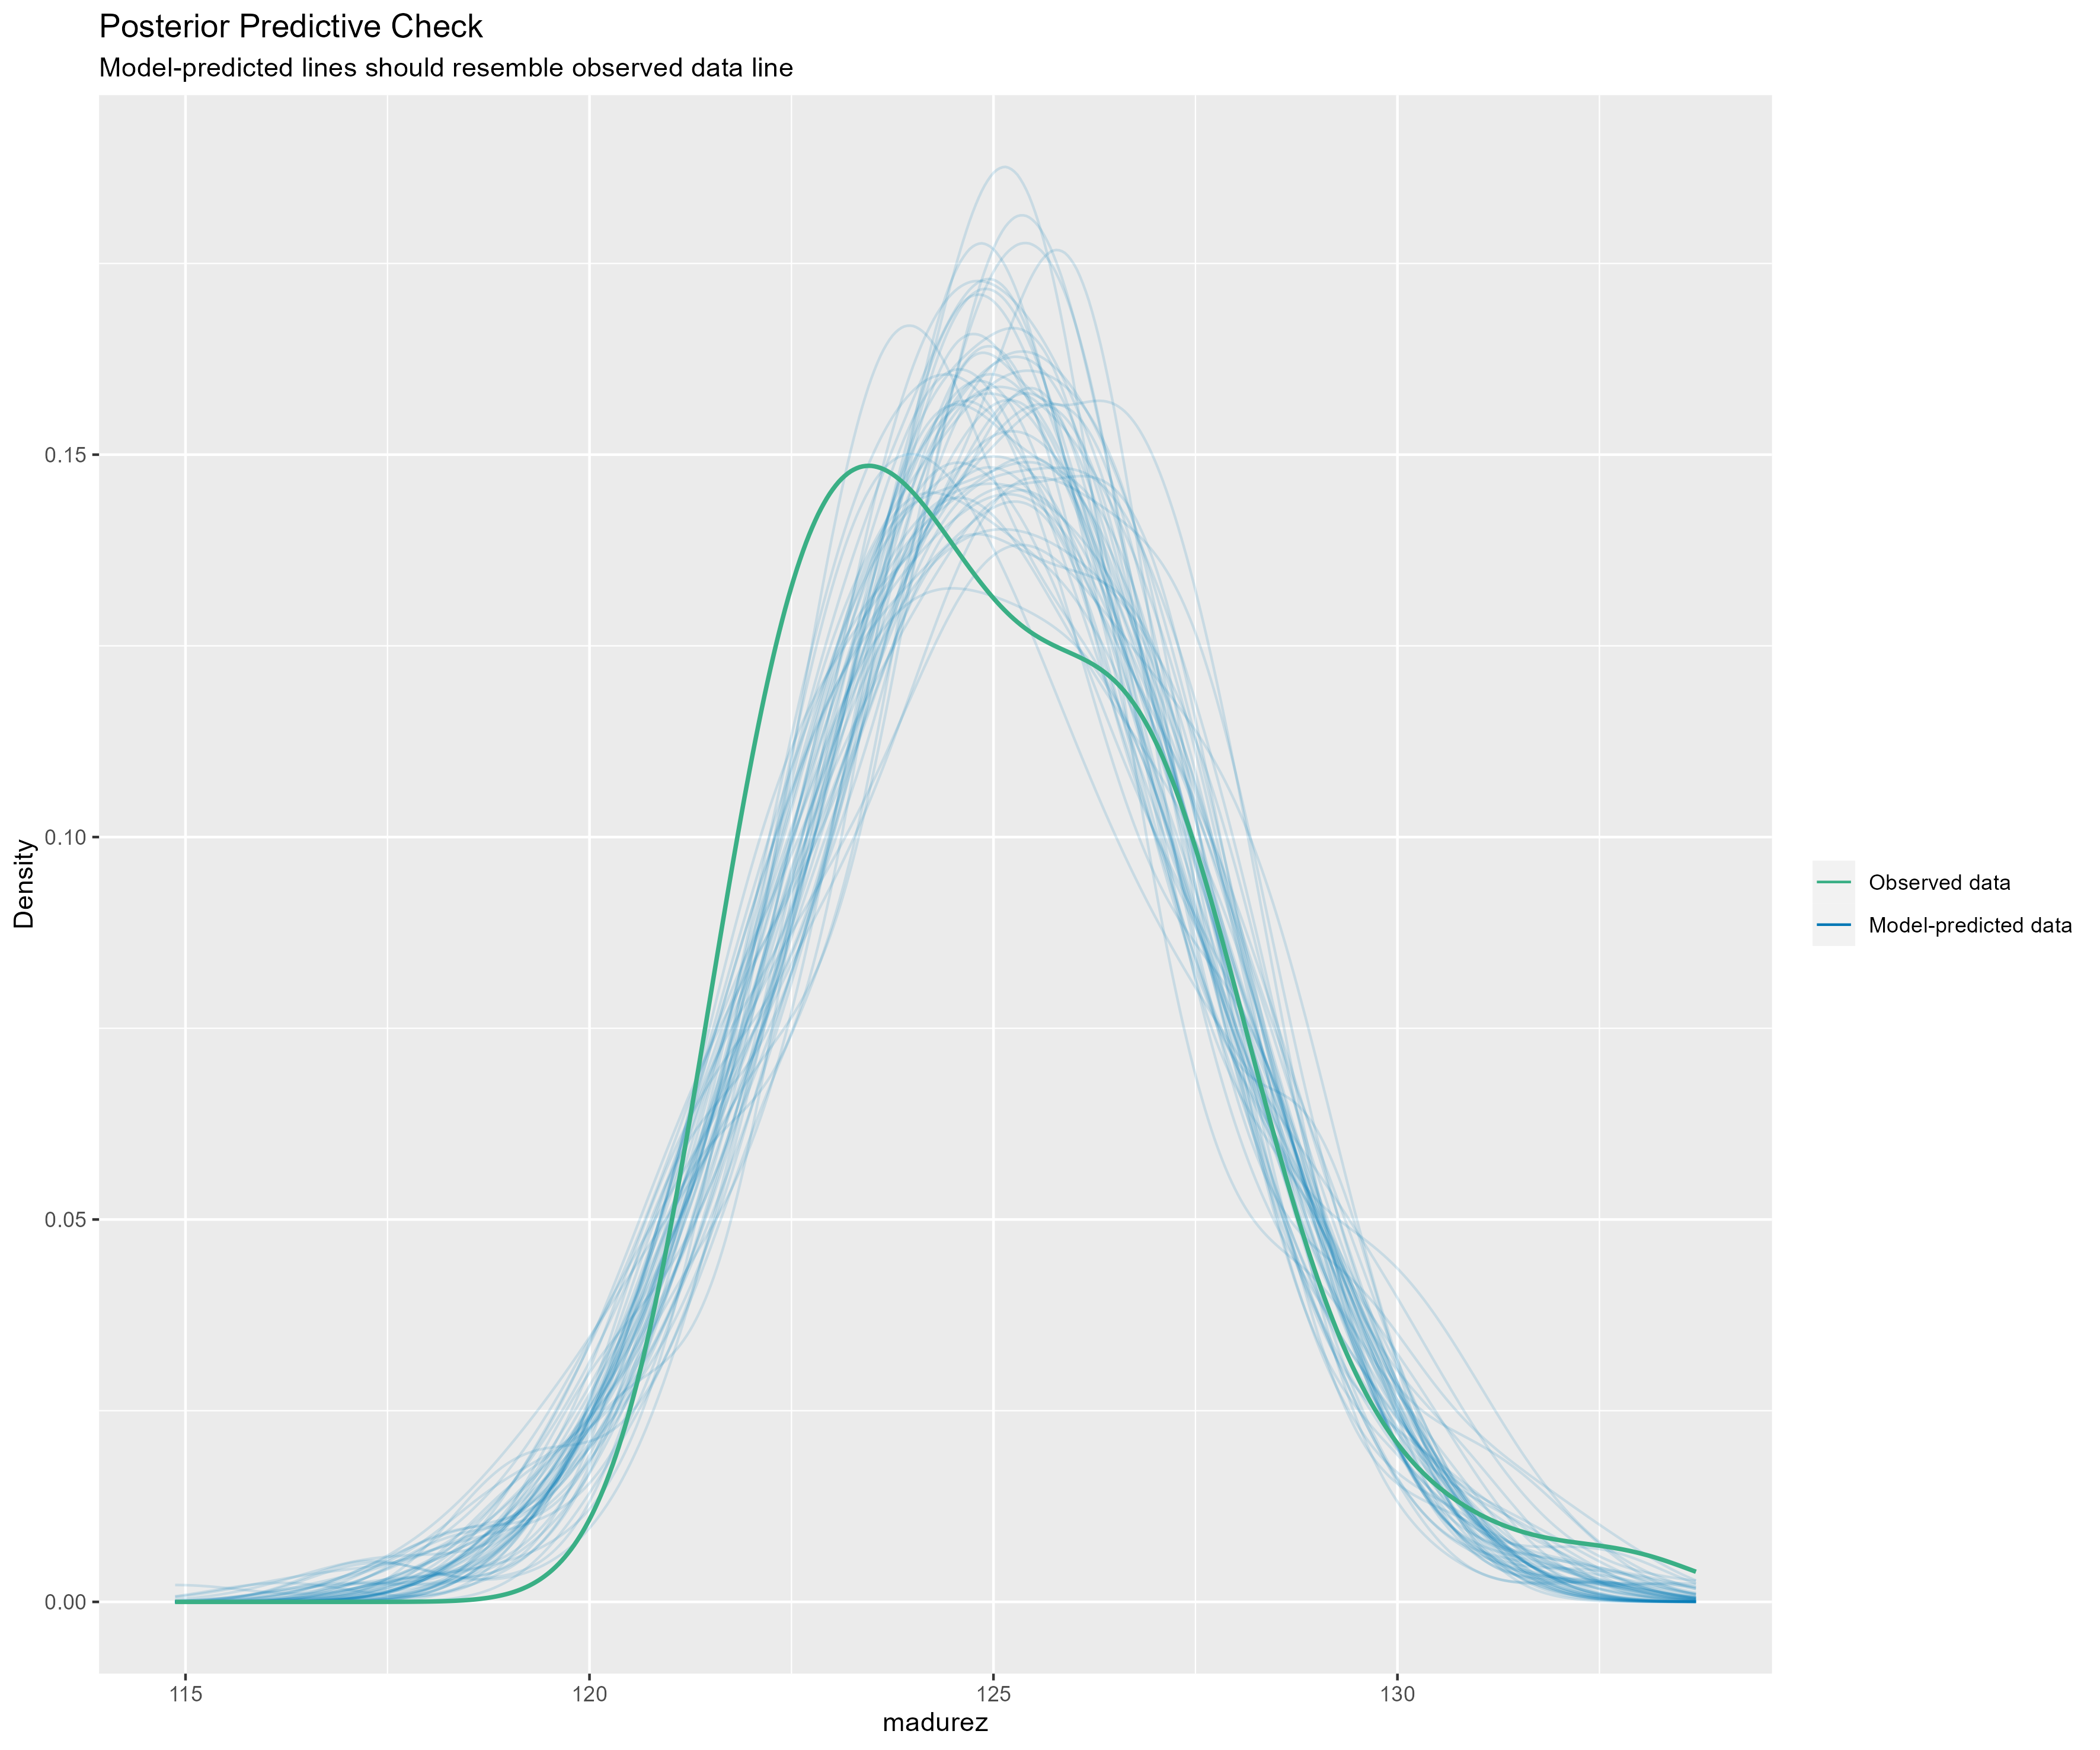 Posterior Predictive Check
Model-predicted lines should resemble observed data line
Density
0.15
0.10
0.05
0.00
115
120
125
130
madurez
Observed data
Model-predicted data